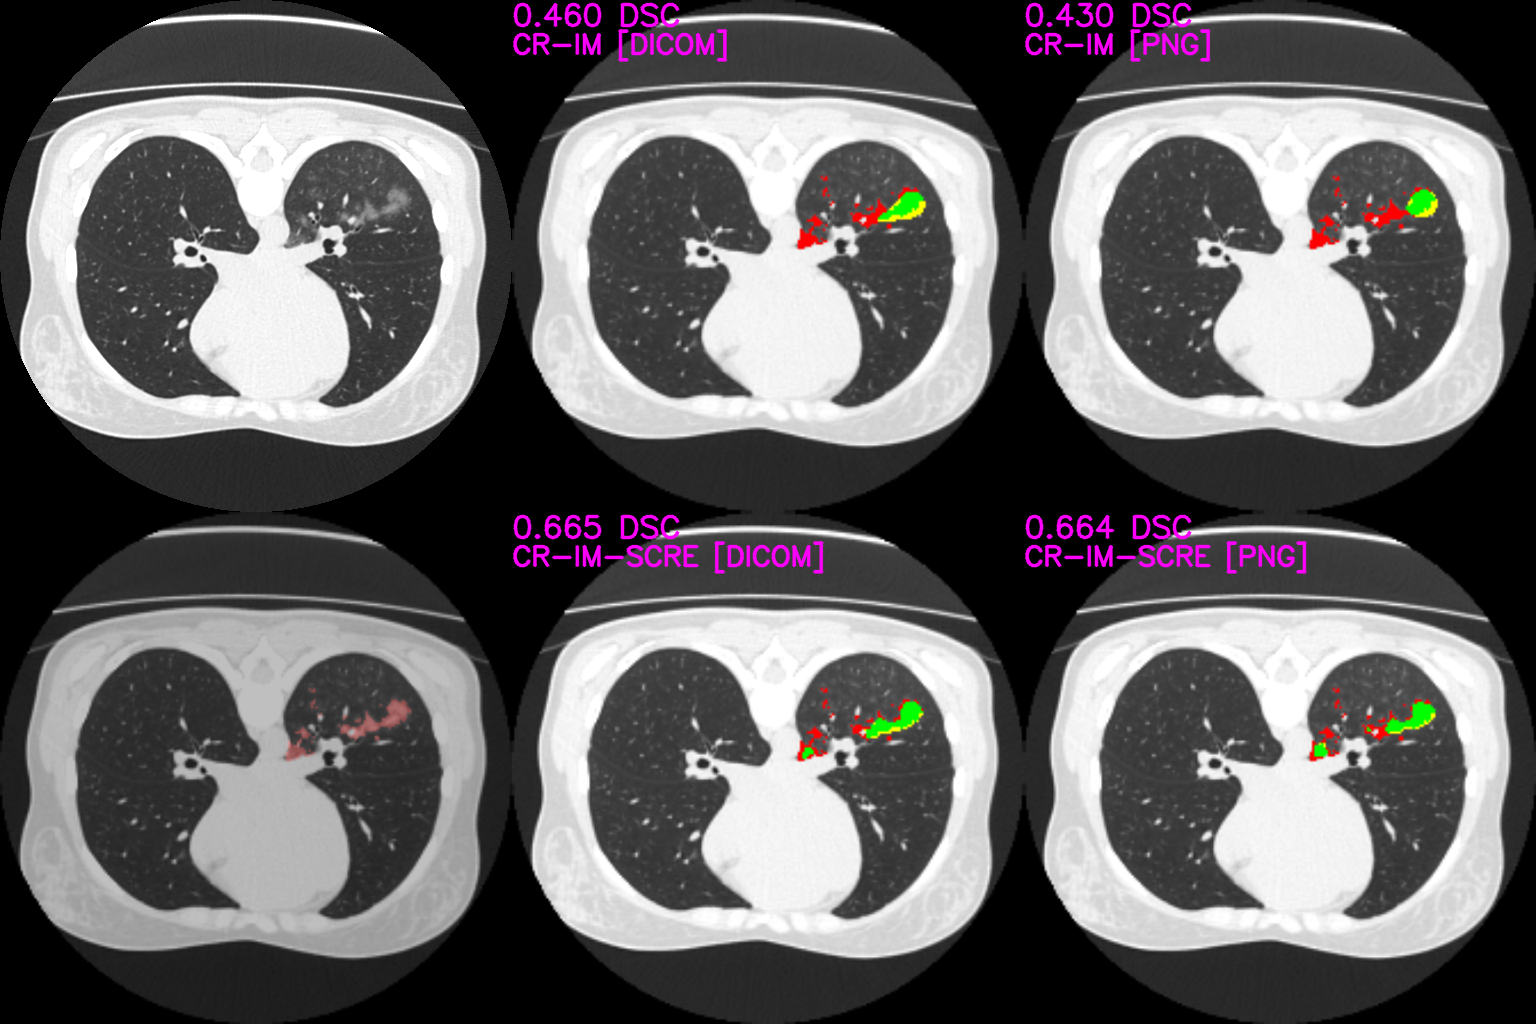 0.460 DSC
CR-IM [DICOM]
0.430 DSC
CR-IM [PNG]
0.665 DSC
CR-IM-SCRE [DICOM]
0.664 DSC
CR-IM-SCRE [PNG]